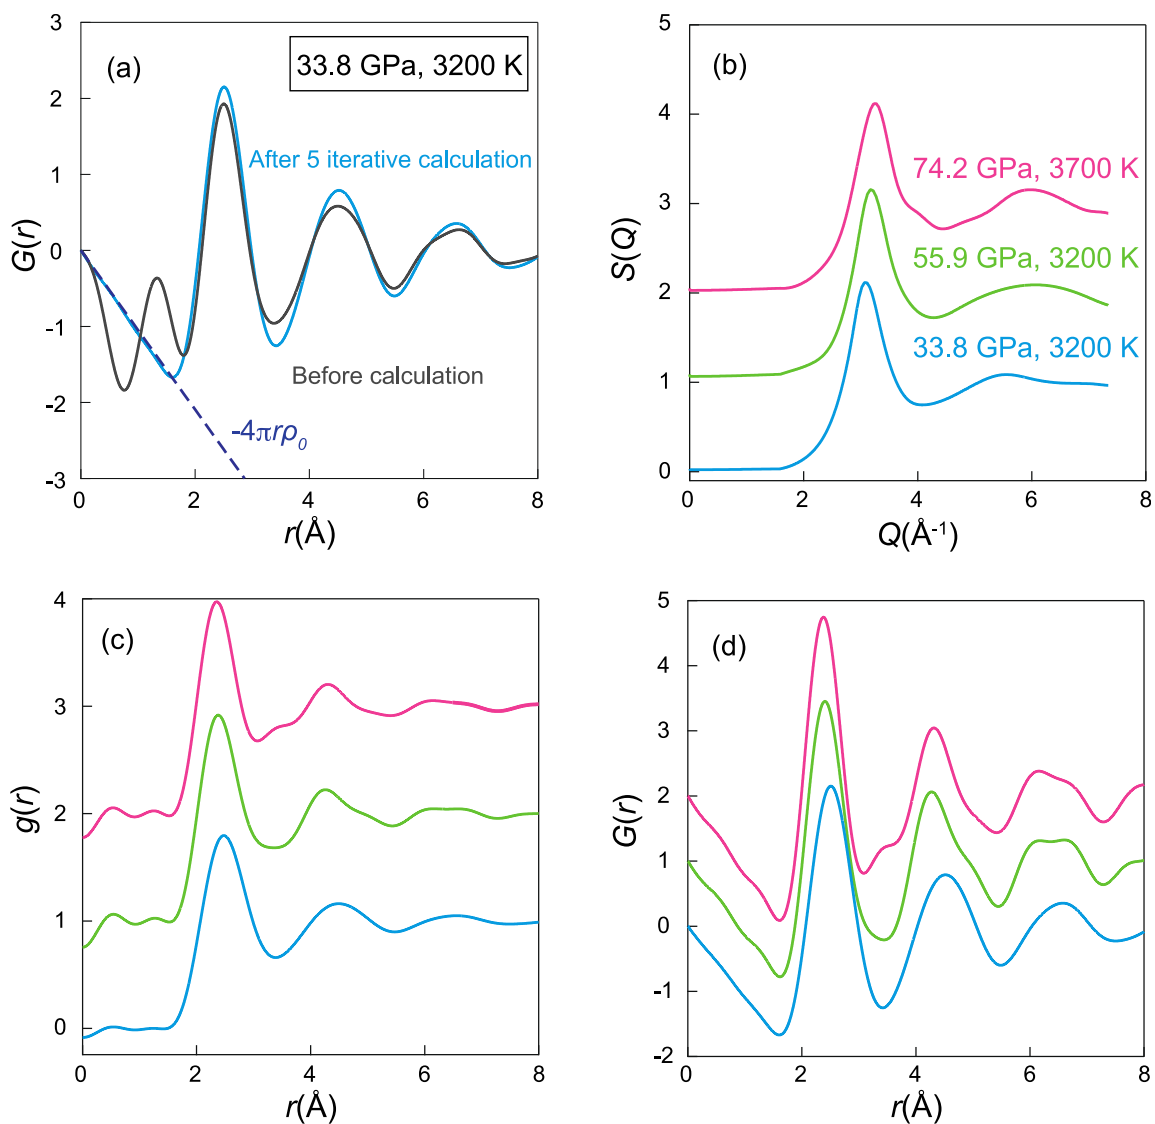 (a)
33.8 GPa, 3200 K
After 5 iterative calculation
Before calculation
-4πrρ0
G(r)
3
2
1
0
-1
-2
-3
0 2 4 6 8
r(Å)
(b)
74.2 GPa, 3700 K
55.9 GPa, 3200 K
33.8 GPa, 3200 K
S(Q)
5
4
3
2
1
0
0 2 4 6 8
Q(Å-1)
(c)
g(r)
4
3
2
1
0
0 2 4 6 8
r(Å)
(d)
G(r)
5
4
3
2
1
0
-1
-2
0 2 4 6 8
r(Å)